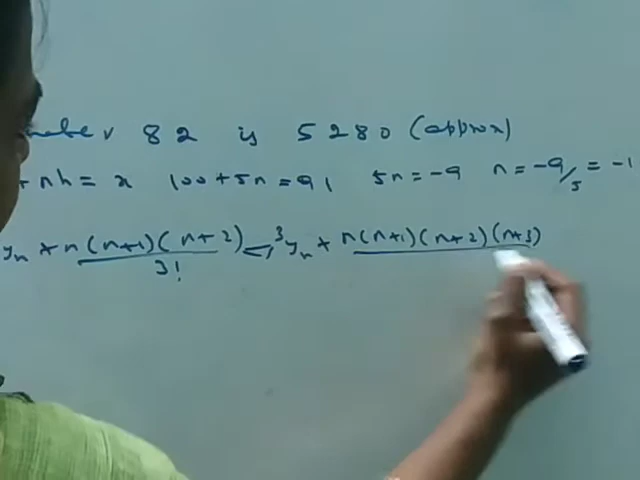 82 is 5280 (approx)
+ nh = x 100+5n = 91 5n = -9 n = -9/5 = -1
yn + n(n+1)(n+2)/3! ▽³yn + n(n+1)(n+2)(n+3)